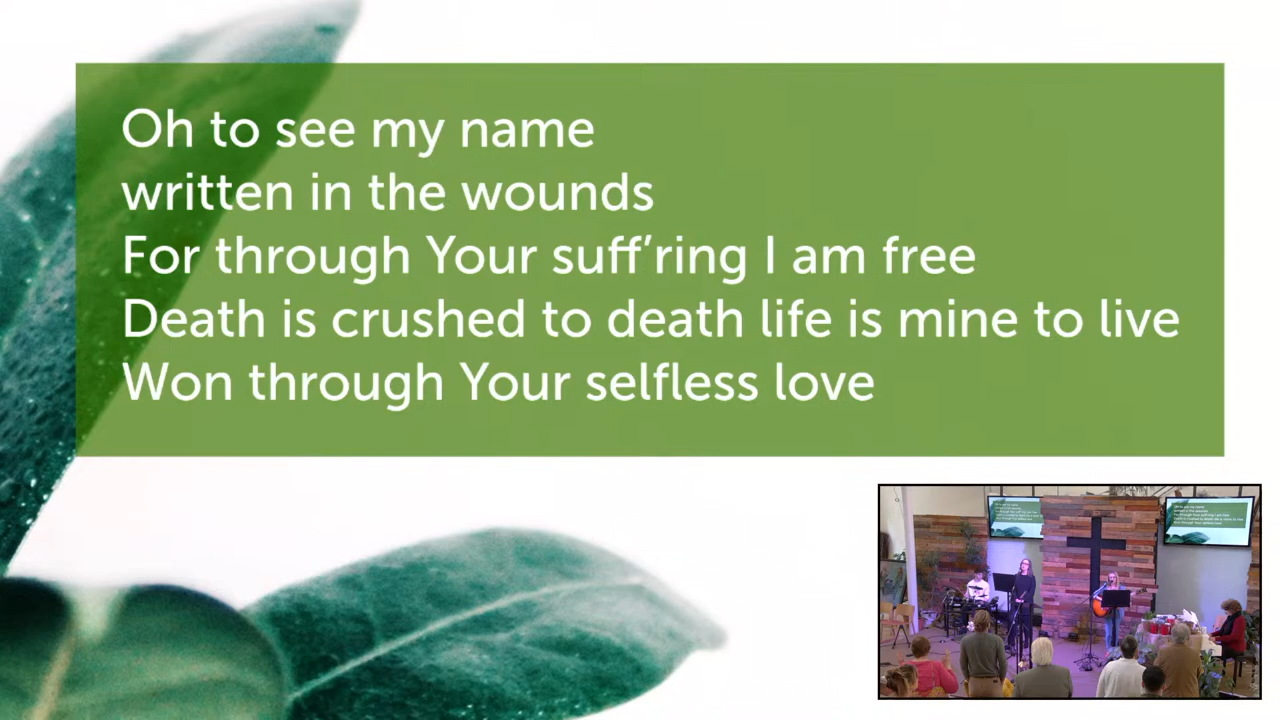 Oh to see my name
written in the wounds
For through Your suff'ring I am free
Death is crushed to death life is mine to live
Won through Your selfless love